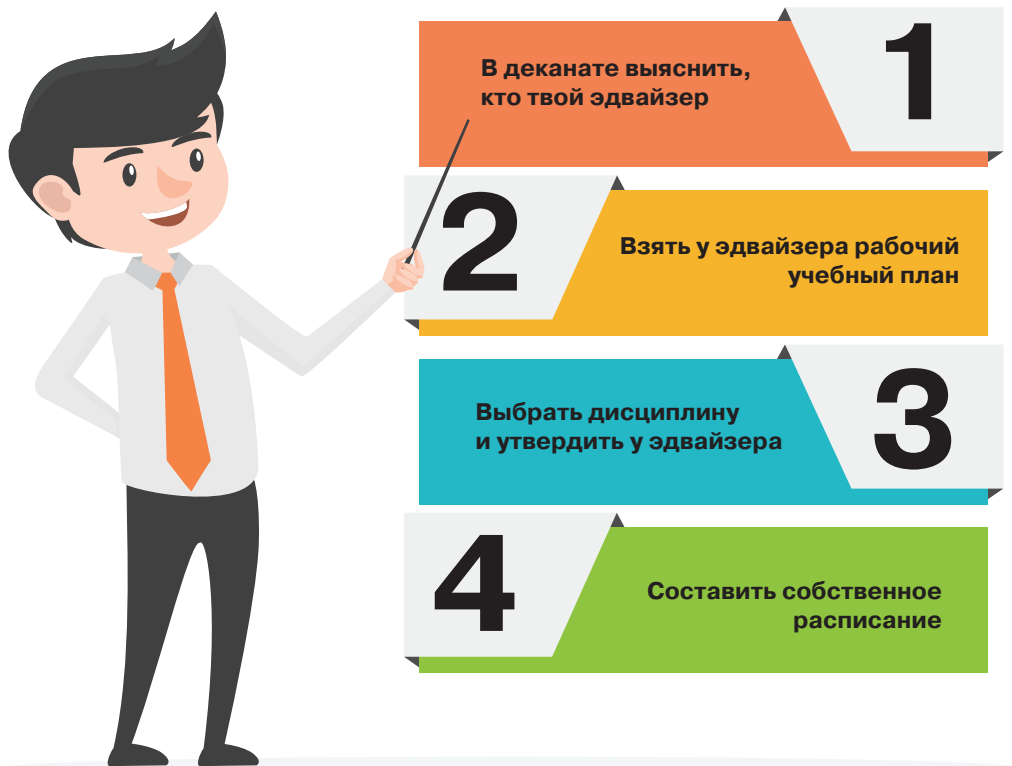 1
В деканате выяснить,
кто твой эдвайзер
2
Взять у эдвайзера рабочий
учебный план
3
Выбрать дисциплину
и утвердить у эдвайзера
4
Составить собственное
расписание